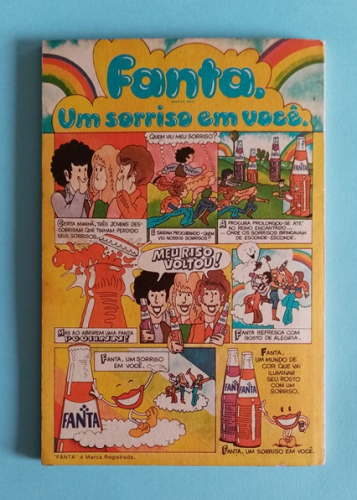 Fanta.
MARCA REG.
Um sorriso em você.
QUEM VIU MEU SORRISO?
CERTA MANHÃ, TRÊS JOVENS DES-
COBRIRAM QUE TINHAM PERDIDO
SEUS SORRISOS...
E SAÍRAM PROCURANDO - QUEM
VIU NOSSOS SORRISOS?
A PROCURA PROLONGOU-SE ATÉ
AO REINO ENCANTADO...
...ONDE OS SORRISOS BRINCAVAM
DE ESCONDE-ESCONDE.
MAS AO ABRIREM UMA FANTA...
MEU RISO
VOLTOU!
FANTA REFRESCA COM
GOSTO DE ALEGRIA.
FANTA, UM SORRISO
EM VOCÊ.
FANTA
FANTA,
UM MUNDO DE
COR QUE VAI
ILUMINAR
SEU ROSTO
COM UM
SORRISO.
FANTA
FANTA
FANTA, UM SORRISO EM VOCÊ.
"FANTA" é Marca Registrada.